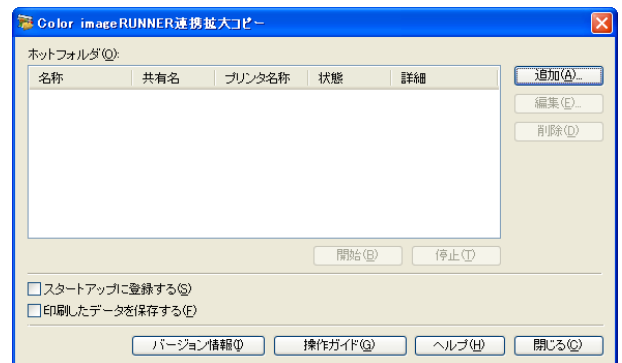 Color imageRUNNER連携拡大コピー
ホットフォルダ(O):
名称 共有名 プリンタ名称 状態 詳細
追加(A)...
編集(E)...
削除(D)
開始(B) 停止(T)
スタートアップに登録する(S)
印刷したデータを保存する(F)
バージョン情報(I) 操作ガイド(G) ヘルプ(H) 閉じる(C)